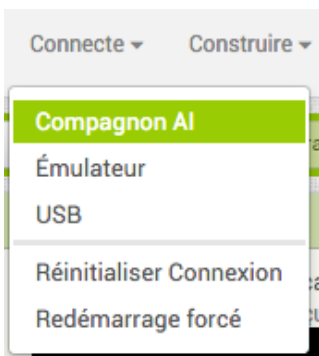 Connecte Construire
Compagnon AI
Émulateur
USB
Réinitialiser Connexion
Redémarrage forcé